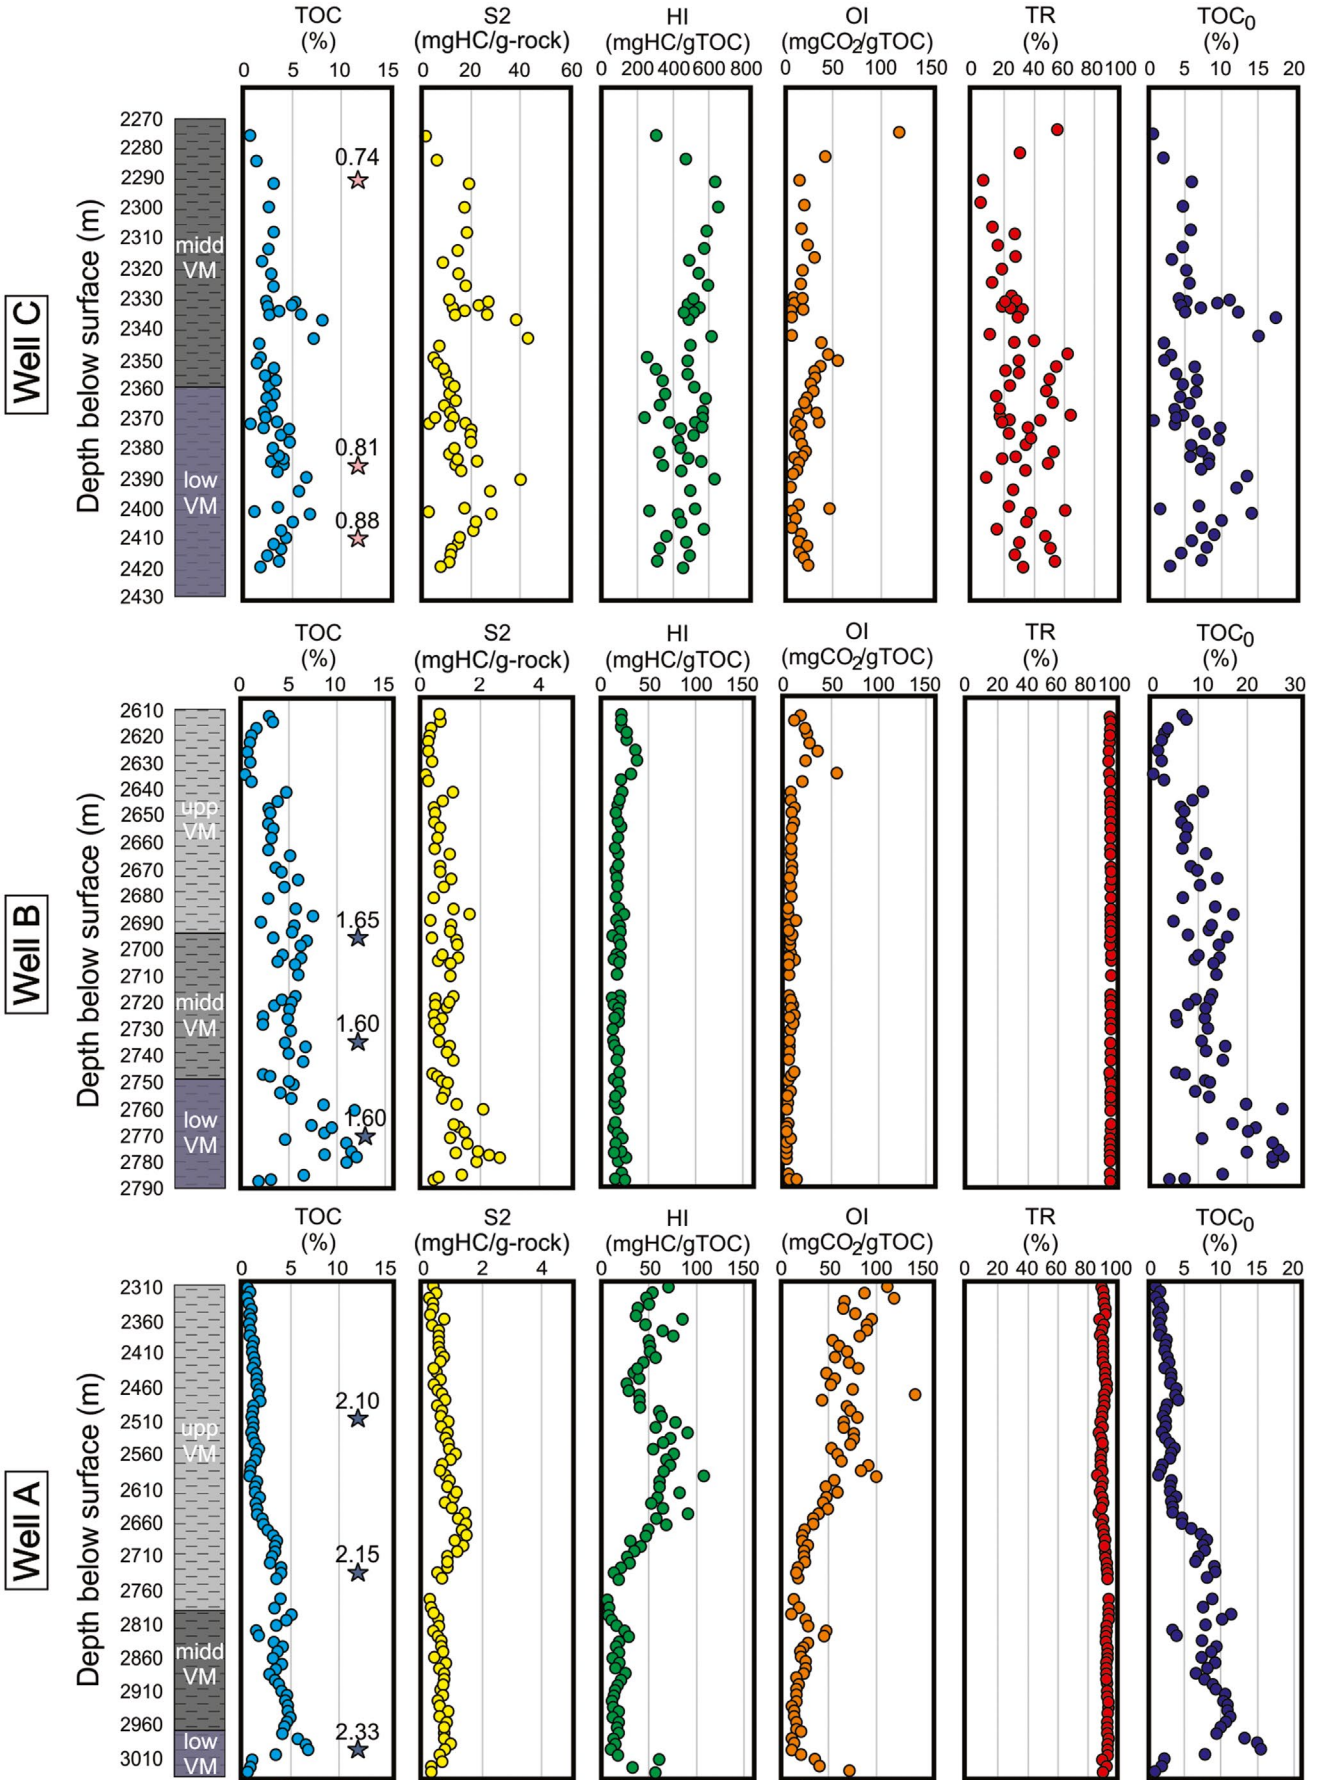 TOC S2 HI OI TR TOC0
(%) (mgHC/g-rock) (mgHC/gTOC) (mgCO2/gTOC) (%) (%)
0 5 10 15 0 20 40 60 0 200 400 600 800 0 50 100 150 0 20 40 60 80 100 0 5 10 15 20
Well C
Depth below surface (m)
2270
2280
2290
2300
2310
2320
2330
2340
2350
2360
2370
2380
2390
2400
2410
2420
2430
midd
VM
low
VM
0.74
0.81
0.88
TOC S2 HI OI TR TOC0
(%) (mgHC/g-rock) (mgHC/gTOC) (mgCO2/gTOC) (%) (%)
0 5 10 15 0 2 4 0 50 100 150 0 50 100 150 0 20 40 60 80 100 0 10 20 30
Well B
Depth below surface (m)
2610
2620
2630
2640
2650
2660
2670
2680
2690
2700
2710
2720
2730
2740
2750
2760
2770
2780
2790
upp
VM
midd
VM
low
VM
1.65
1.60
1.60
TOC S2 HI OI TR TOC0
(%) (mgHC/g-rock) (mgHC/gTOC) (mgCO2/gTOC) (%) (%)
0 5 10 15 0 2 4 0 50 100 150 0 50 100 150 0 20 40 60 80 100 0 5 10 15 20
Well A
Depth below surface (m)
2310
2360
2410
2460
2510
2560
2610
2660
2710
2760
2810
2860
2910
2960
3010
upp
VM
midd
VM
low
VM
2.10
2.15
2.33